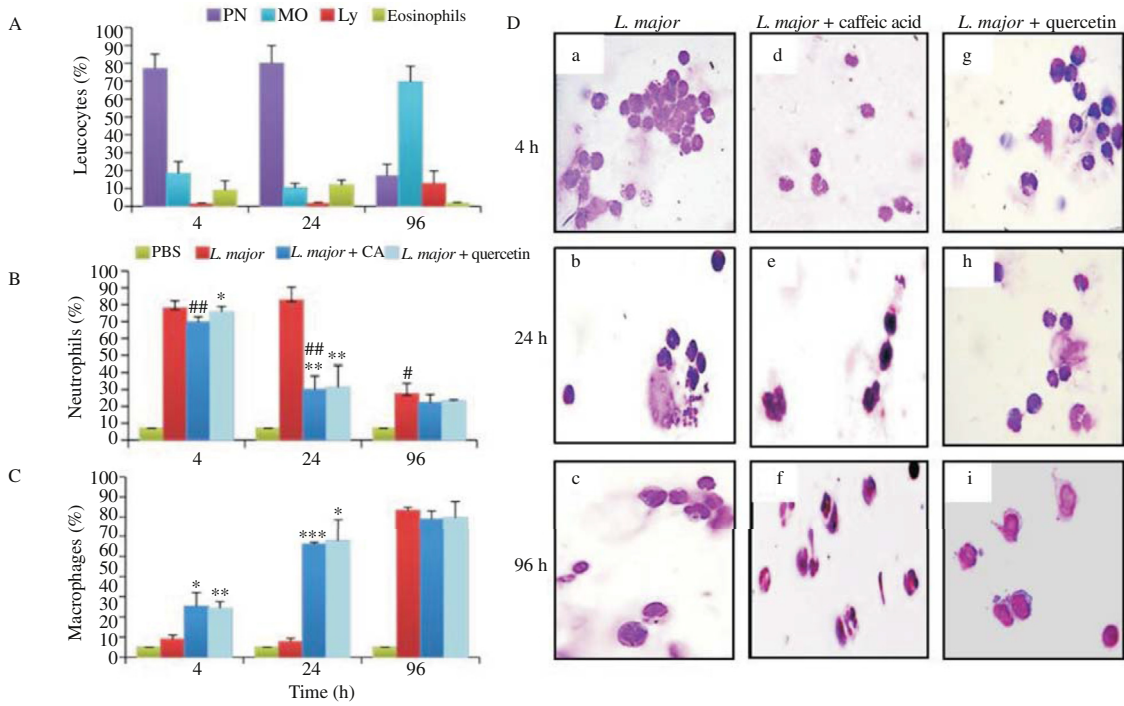 A
PN MO Ly Eosinophils
Leucocytes (%)
100
90
80
70
60
50
40
30
20
10
0
4 24 96
PBS L. major L. major + CA L. major + quercetin
B
Neutrophils (%)
100
90
80
70
60
50
40
30
20
10
0
## *
## ** **
#
4 24 96
C
Macrophages (%)
100
90
80
70
60
50
40
30
20
10
0
* **
*** *
4 24 96
Time (h)
D
L. major L. major + caffeic acid L. major + quercetin
4 h
a d g
24 h
b e h
96 h
c f i